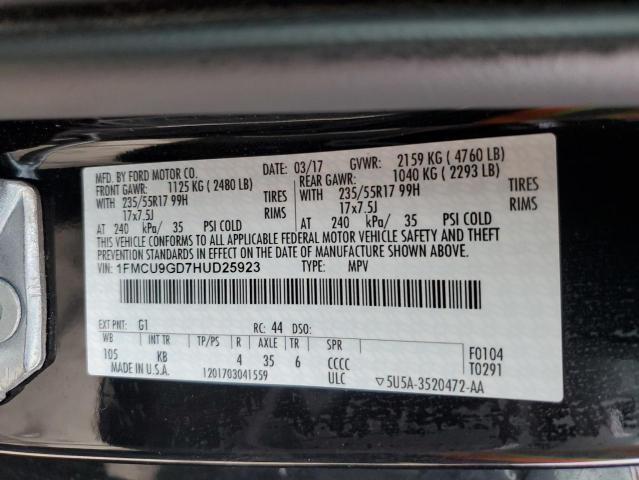 MFD. BY FORD MOTOR CO. DATE: 03/17 GVWR: 2159 KG ( 4760 LB)
FRONT GAWR: 1125 KG ( 2480 LB) REAR GAWR: 1040 KG ( 2293 LB)
WITH 235/55R17 99H TIRES WITH 235/55R17 99H TIRES
17x7.5J RIMS 17x7.5J RIMS
AT 240 kPa/ 35 PSI COLD AT 240 kPa/ 35 PSI COLD
THIS VEHICLE CONFORMS TO ALL APPLICABLE FEDERAL MOTOR VEHICLE SAFETY AND THEFT
PREVENTION STANDARDS IN EFFECT ON THE DATE OF MANUFACTURE SHOWN ABOVE.
VIN: 1FMCU9GD7HUD25923 TYPE: MPV
EXT PNT: G1 RC: 44 DSO:
WB INT TR TP/PS R AXLE TR SPR
105 KB 4 35 6 CCCC F0104
MADE IN U.S.A. 1201703041559 ULC T0291
▽5U5A-3520472-AA